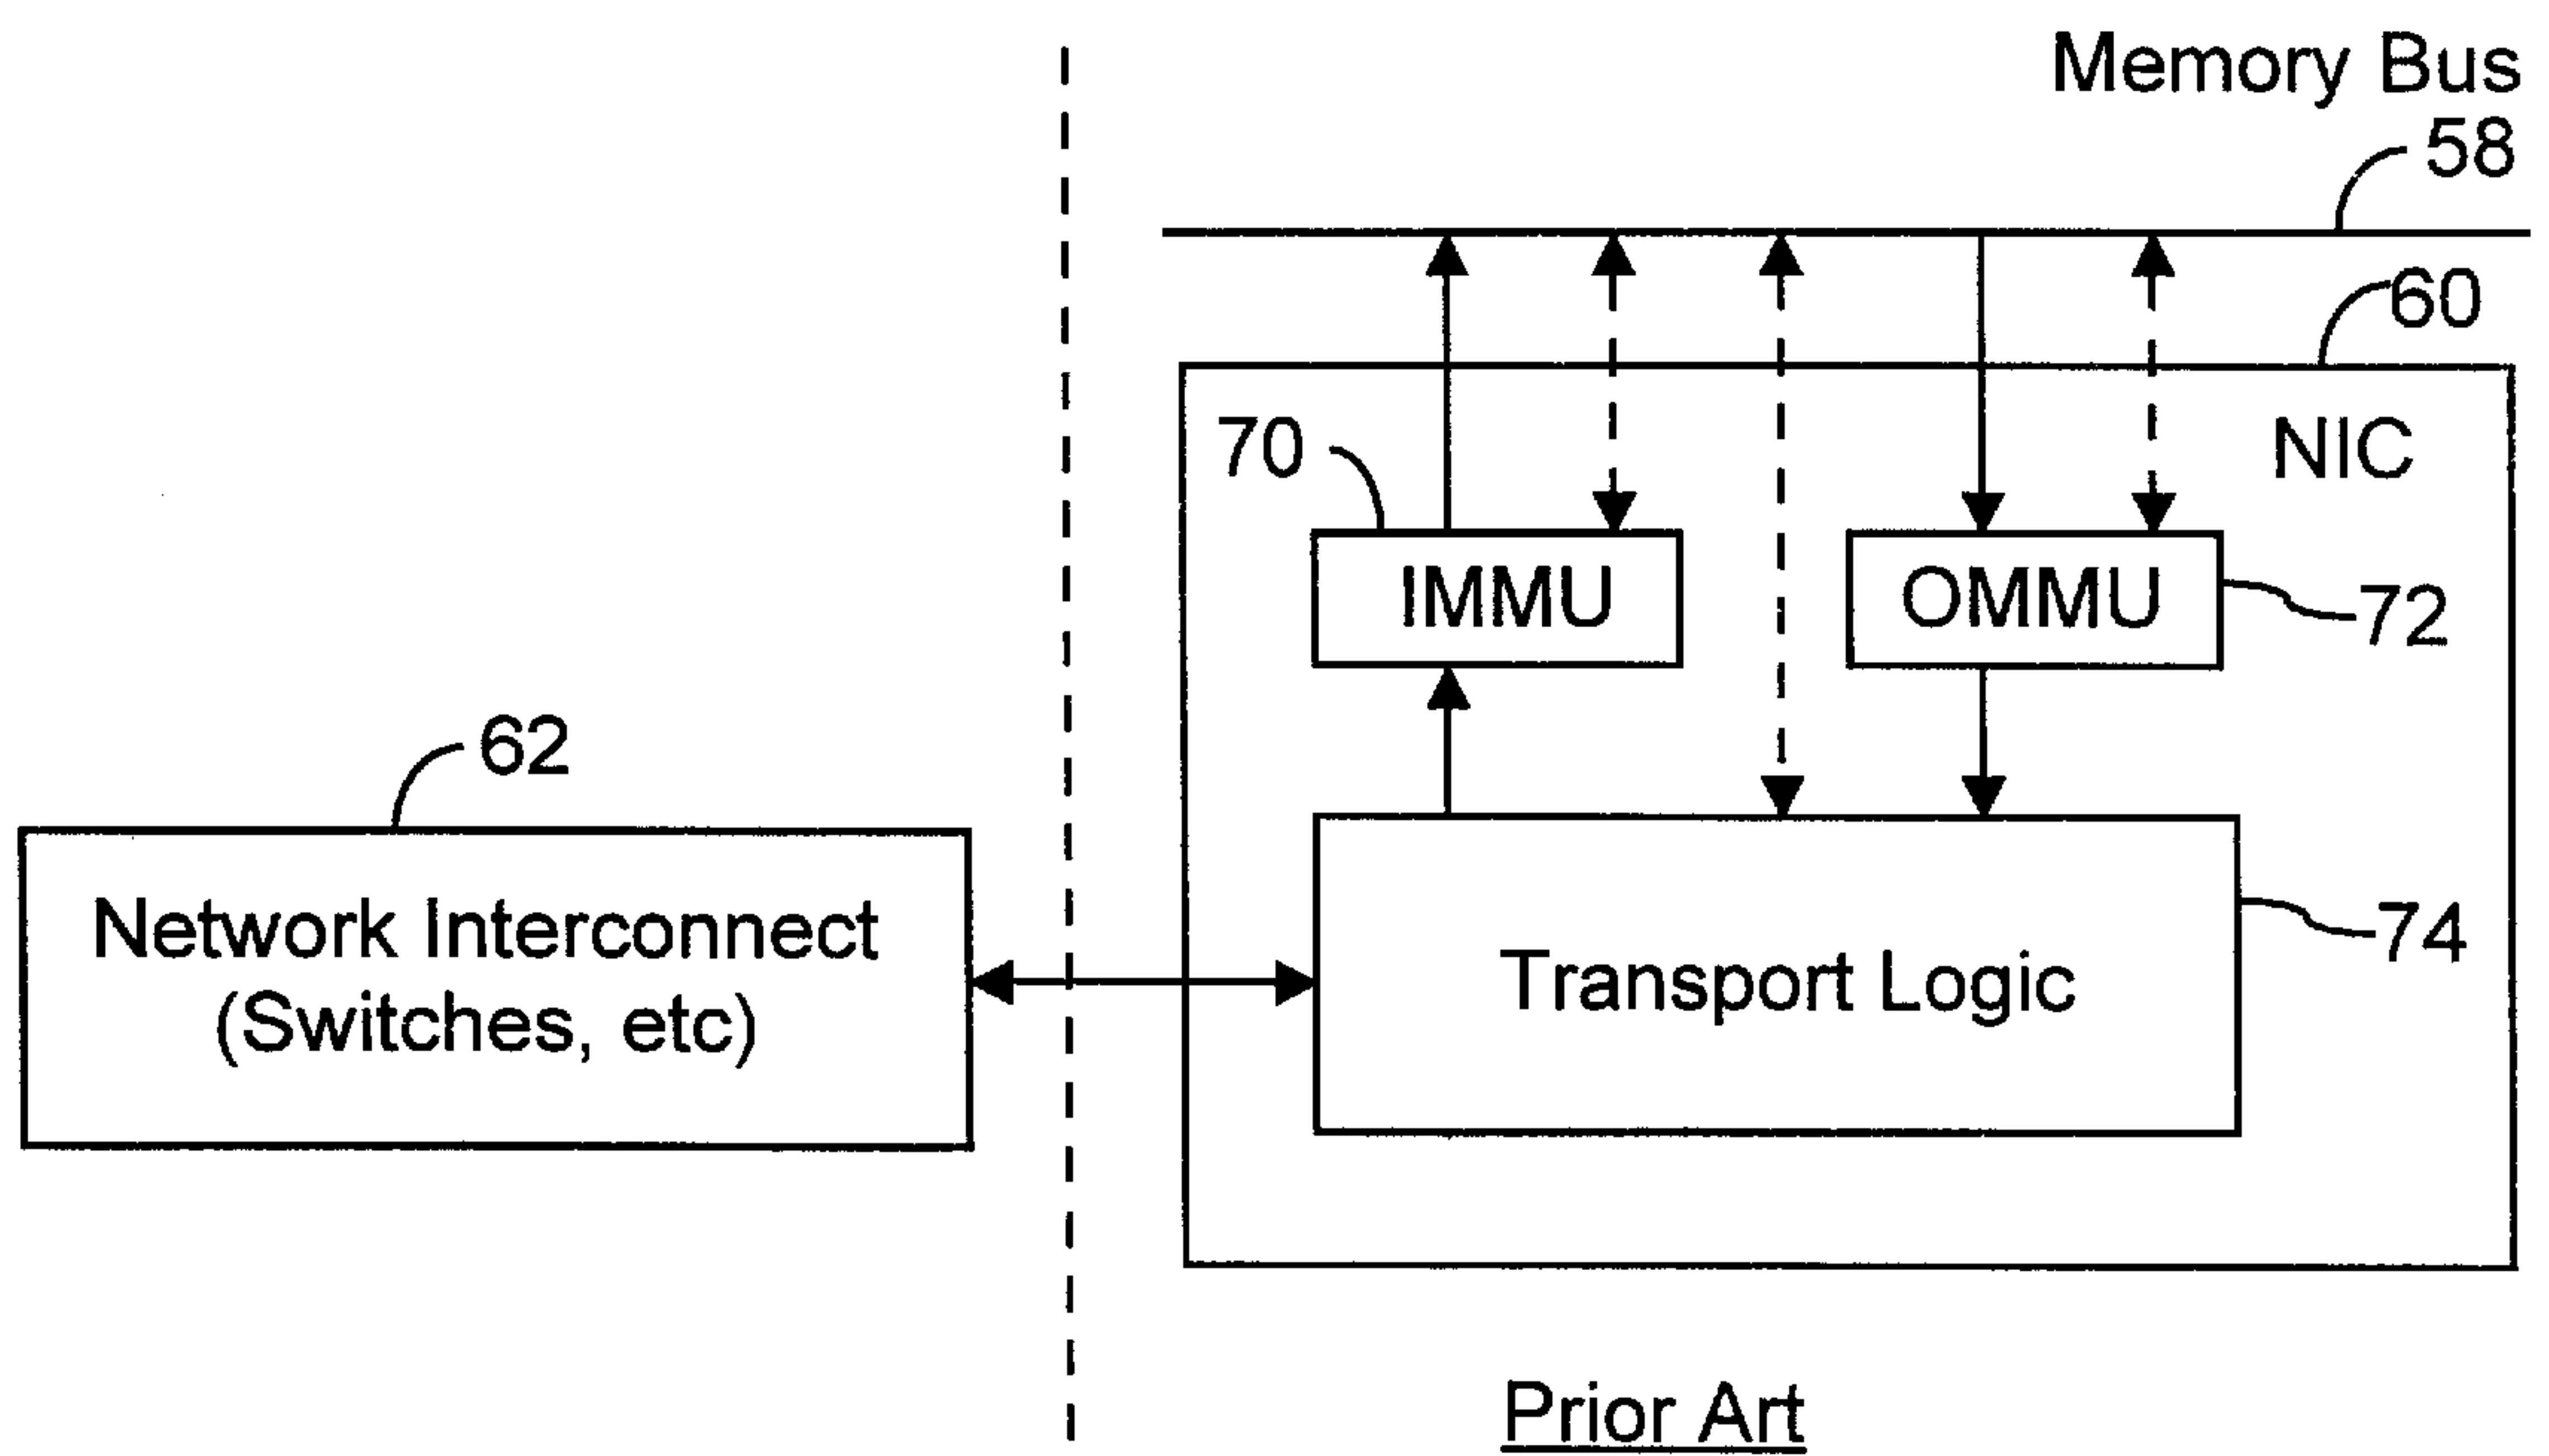 Memory Bus
58
60
NIC
70
IMMU
OMMU
72
62
Network Interconnect
(Switches, etc)
Transport Logic
74
Prior Art